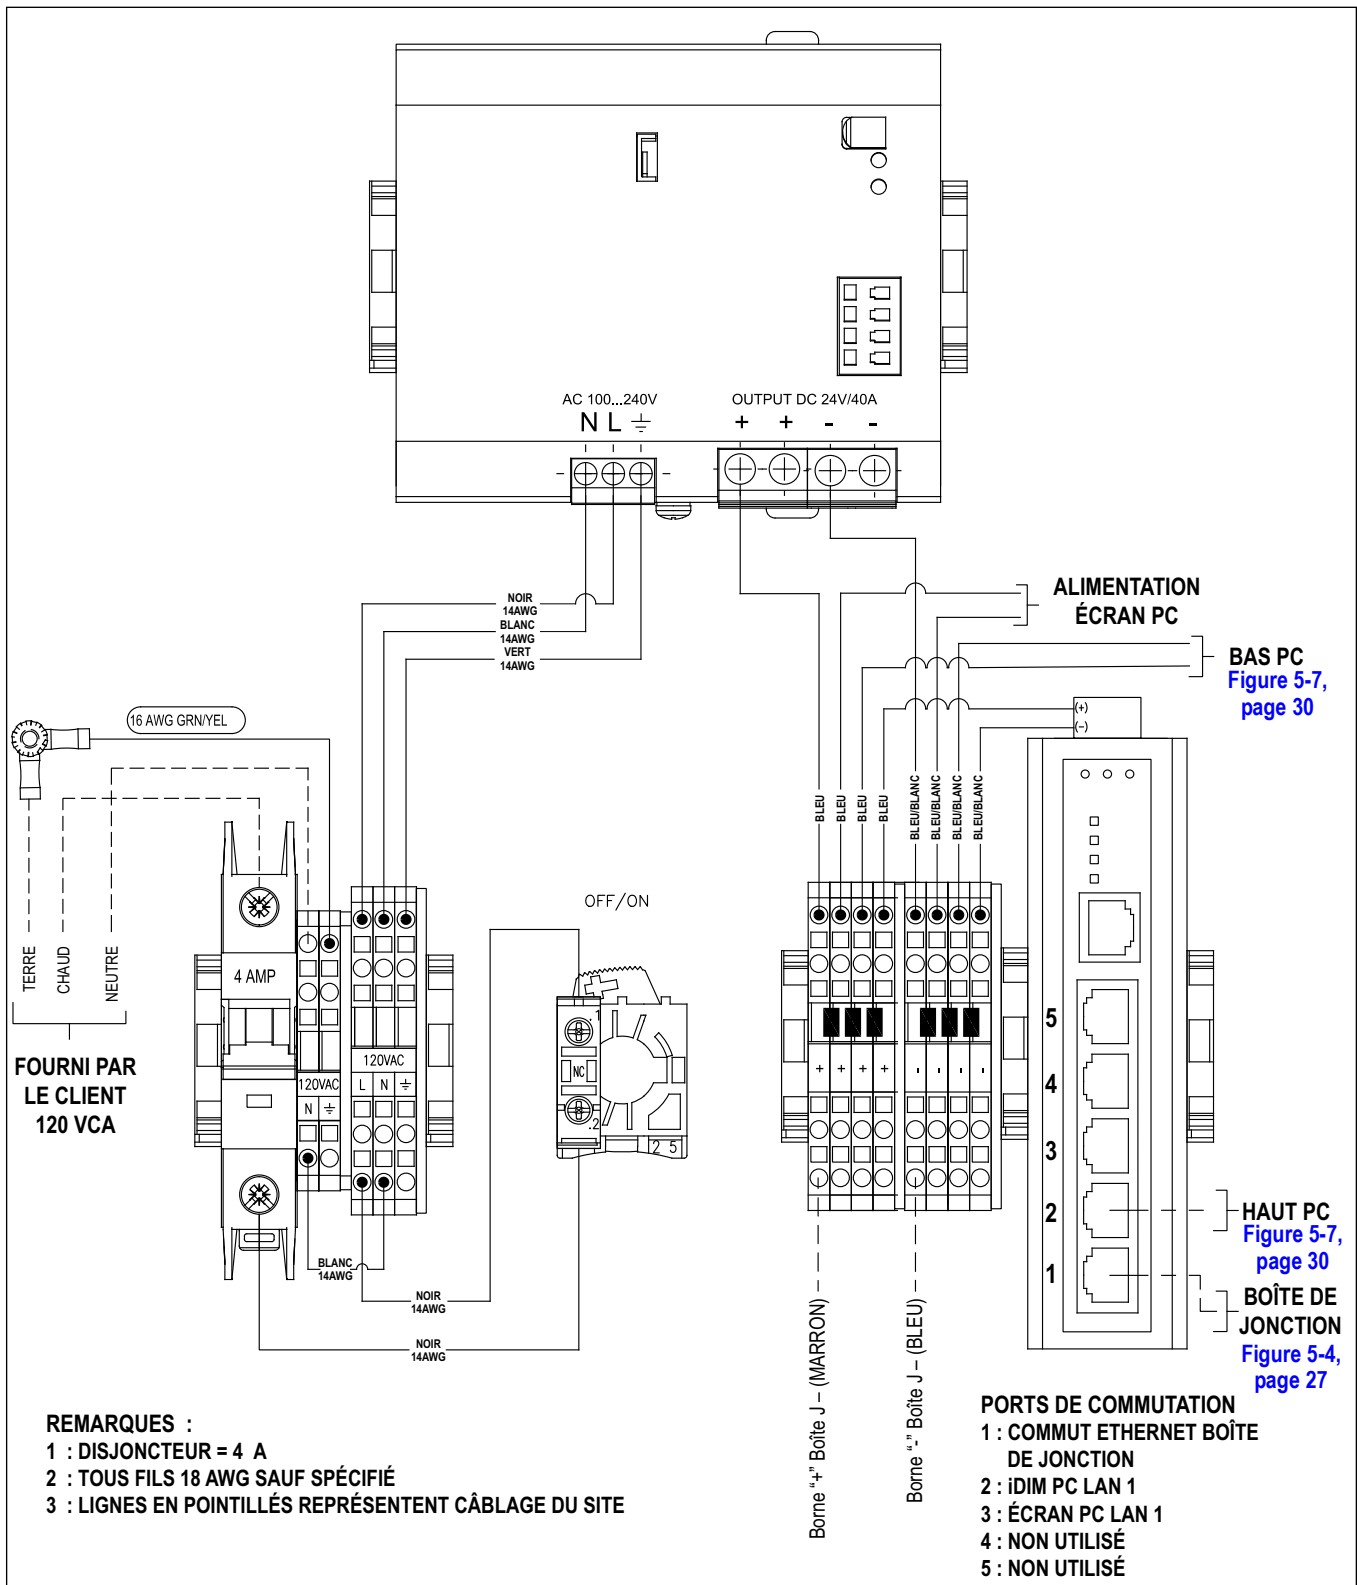 AC 100...240V
OUTPUT DC 24V/40A
N L
+ + - -
NOIR
14AWG
BLANC
14AWG
VERT
14AWG
ALIMENTATION
ÉCRAN PC
BAS PC
Figure 5-7,
page 30
16 AWG GRN/YEL
(+)
(-)
BLEU
BLEU
BLEU
BLEU
BLEU/BLANC
BLEU/BLANC
BLEU/BLANC
BLEU/BLANC
TERRE
CHAUD
NEUTRE
FOURNI PAR
LE CLIENT
120 VCA
4 AMP
120VAC
N
120VAC
L N
OFF/ON
.1
NC
.2
2 5
+ + + +
- - - -
5
4
3
2
1
HAUT PC
Figure 5-7,
page 30
BOÎTE DE
JONCTION
Figure 5-4,
page 27
BLANC
14AWG
NOIR
14AWG
NOIR
14AWG
Borne "+" Boîte J – (MARRON)
Borne "-" Boîte J – (BLEU)
REMARQUES :
1 : DISJONCTEUR = 4 A
2 : TOUS FILS 18 AWG SAUF SPÉCIFIÉ
3 : LIGNES EN POINTILLÉS REPRÉSENTENT CÂBLAGE DU SITE
PORTS DE COMMUTATION
1 : COMMUT ETHERNET BOÎTE
DE JONCTION
2 : iDIM PC LAN 1
3 : ÉCRAN PC LAN 1
4 : NON UTILISÉ
5 : NON UTILISÉ